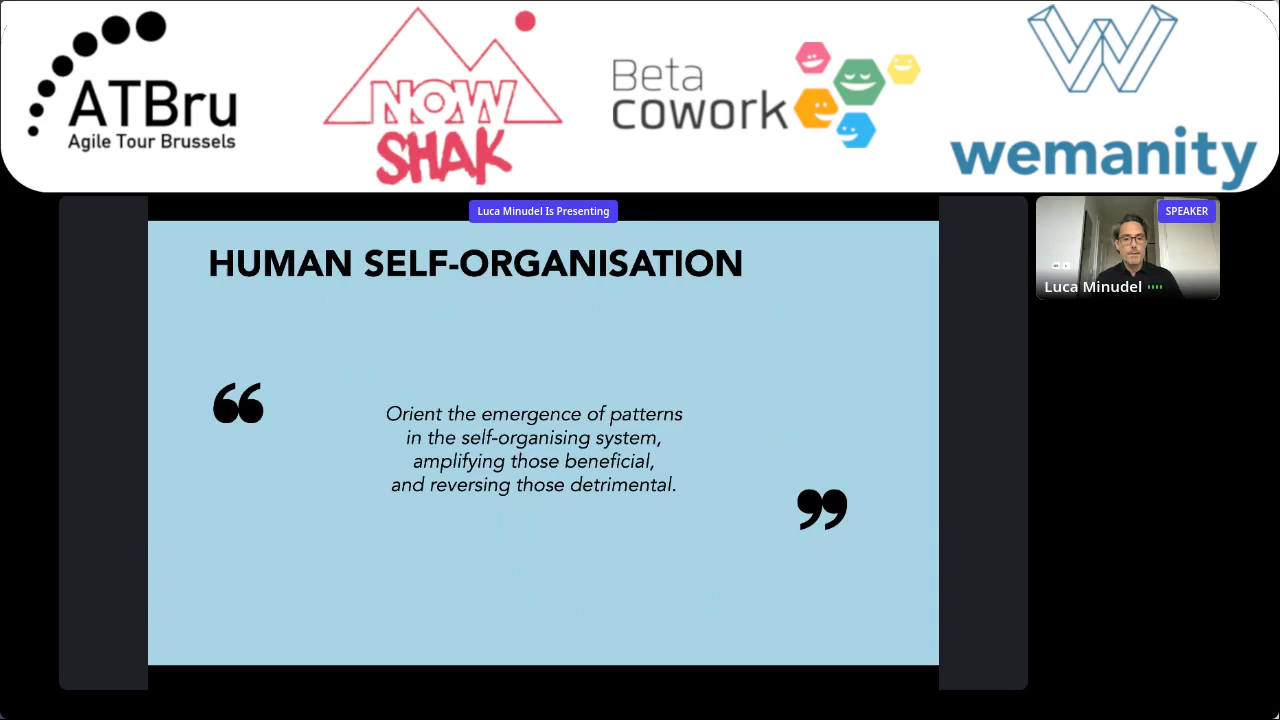 ATBru
Agile Tour Brussels
NOW
SHAK
Beta
cowork
wemanity
Luca Minudel Is Presenting
SPEAKER
Luca Minudel
HUMAN SELF-ORGANISATION
“
Orient the emergence of patterns
in the self-organising system,
amplifying those beneficial,
and reversing those detrimental.
”